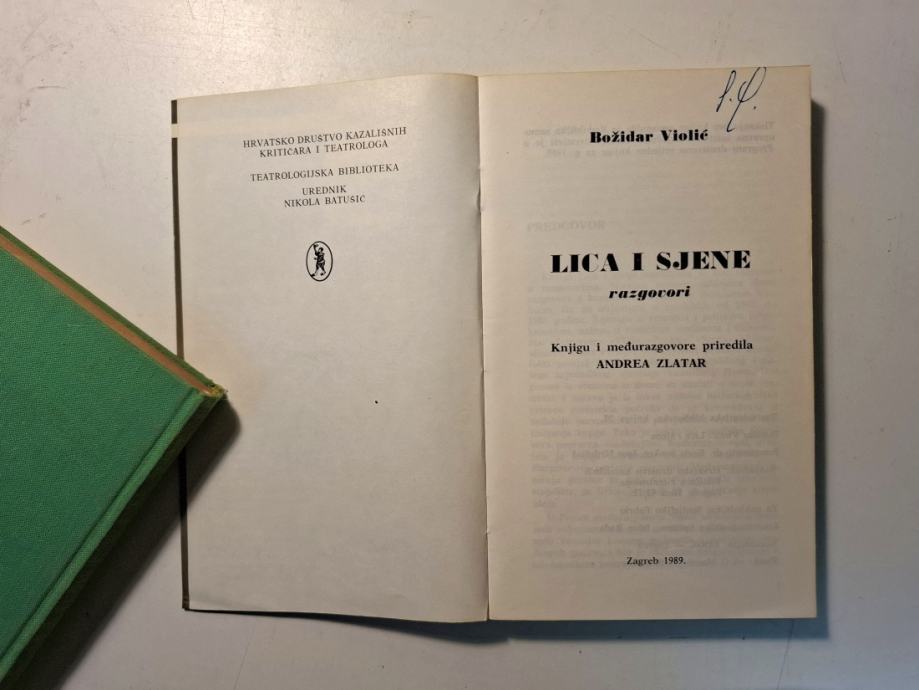 HRVATSKO DRUŠTVO KAZALIŠNIH
KRITIČARA I TEATROLOGA
TEATROLOGIJSKA BIBLIOTEKA
UREDNIK
NIKOLA BATUŠIĆ
Božidar Violić
LICA I SJENE
razgovori
Knjigu i međurazgovore priredila
ANDREA ZLATAR
Zagreb 1989.